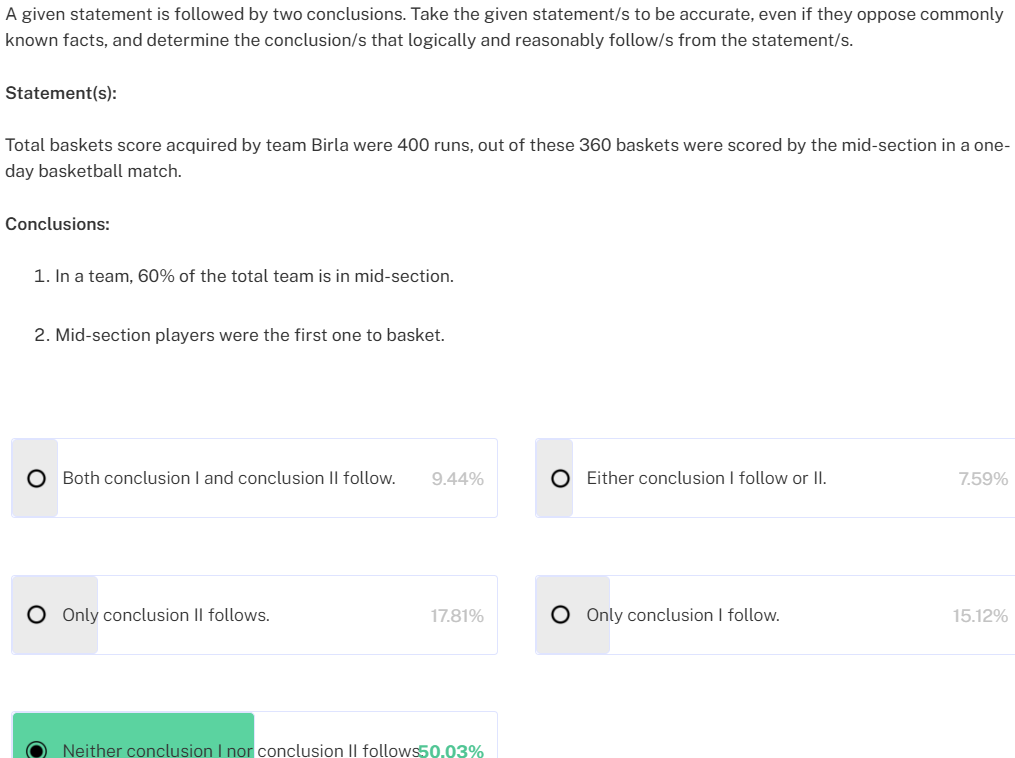 A given statement is followed by two conclusions. Take the given statement/s to be accurate, even if they oppose commonly
known facts, and determine the conclusion/s that logically and reasonably follow/s from the statement/s.
Statement(s):
Total baskets score acquired by team Birla were 400 runs, out of these 360 baskets were scored by the mid-section in a one-
day basketball match.
Conclusions:
1. In a team, 60% of the total team is in mid-section.
2. Mid-section players were the first one to basket.
Both conclusion I and conclusion II follow. 9.44%
Either conclusion I follow or II. 7.59%
Only conclusion II follows. 17.81%
Only conclusion I follow. 15.12%
Neither conclusion I nor conclusion II follows 50.03%